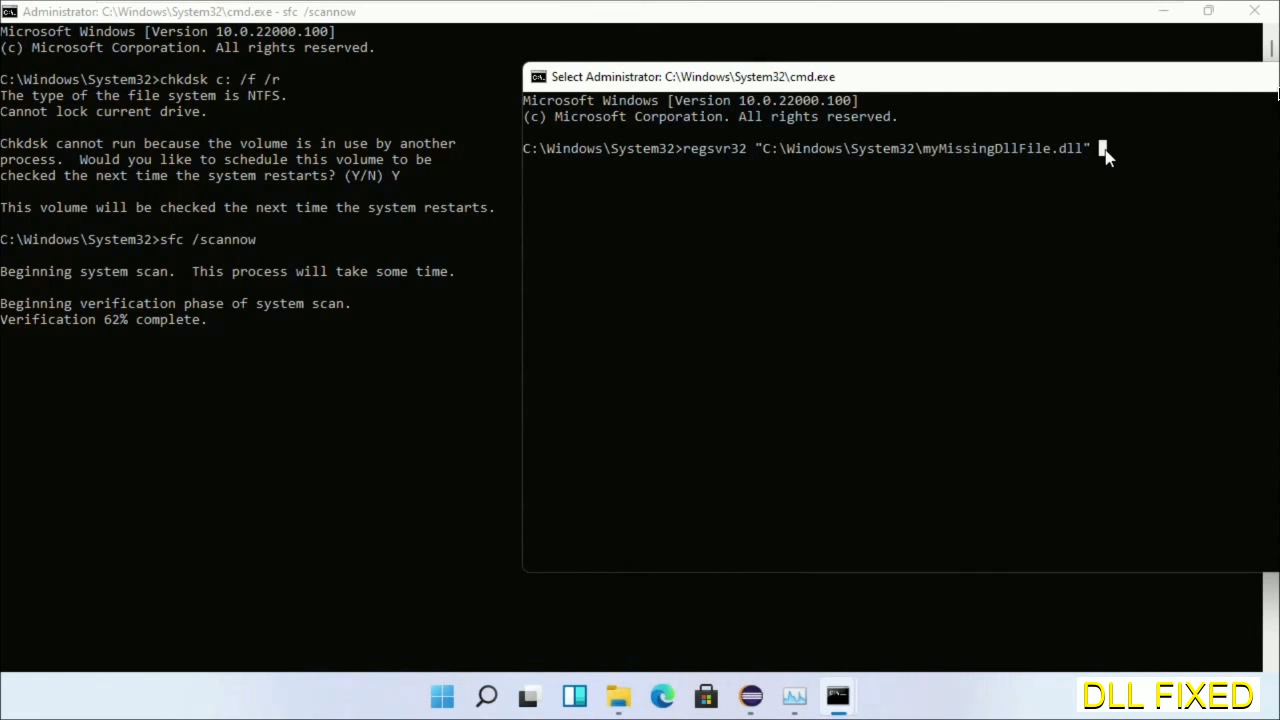 Administrator: C:\Windows\System32\cmd.exe - sfc /scannow
Microsoft Windows [Version 10.0.22000.100]
(c) Microsoft Corporation. All rights reserved.
C:\Windows\System32>chkdsk c: /f /r
The type of the file system is NTFS.
Cannot lock current drive.
Chkdsk cannot run because the volume is in use by another
process.  Would you like to schedule this volume to be
checked the next time the system restarts? (Y/N) Y
This volume will be checked the next time the system restarts.
C:\Windows\System32>sfc /scannow
Beginning system scan.  This process will take some time.
Beginning verification phase of system scan.
Verification 62% complete.
Select Administrator: C:\Windows\System32\cmd.exe
Microsoft Windows [Version 10.0.22000.100]
(c) Microsoft Corporation. All rights reserved.
C:\Windows\System32>regsvr32 "C:\Windows\System32\myMissingDllFile.dll"
DLL FIXED